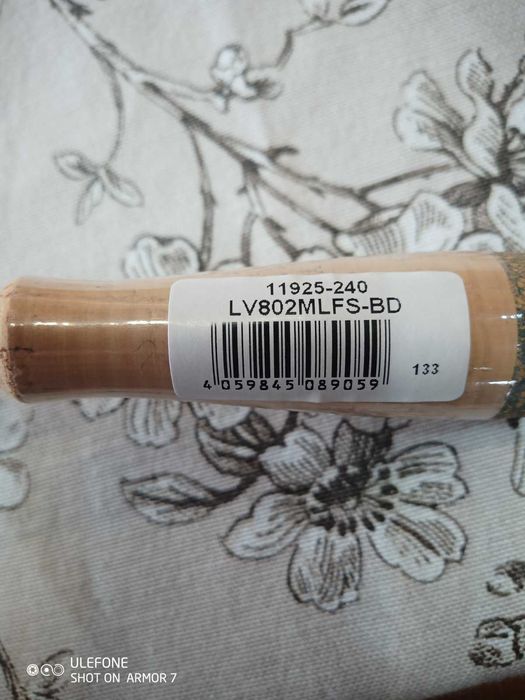 11925-240
LV802MLFS-BD
4 059845 089059
133
ULEFONE
SHOT ON ARMOR 7